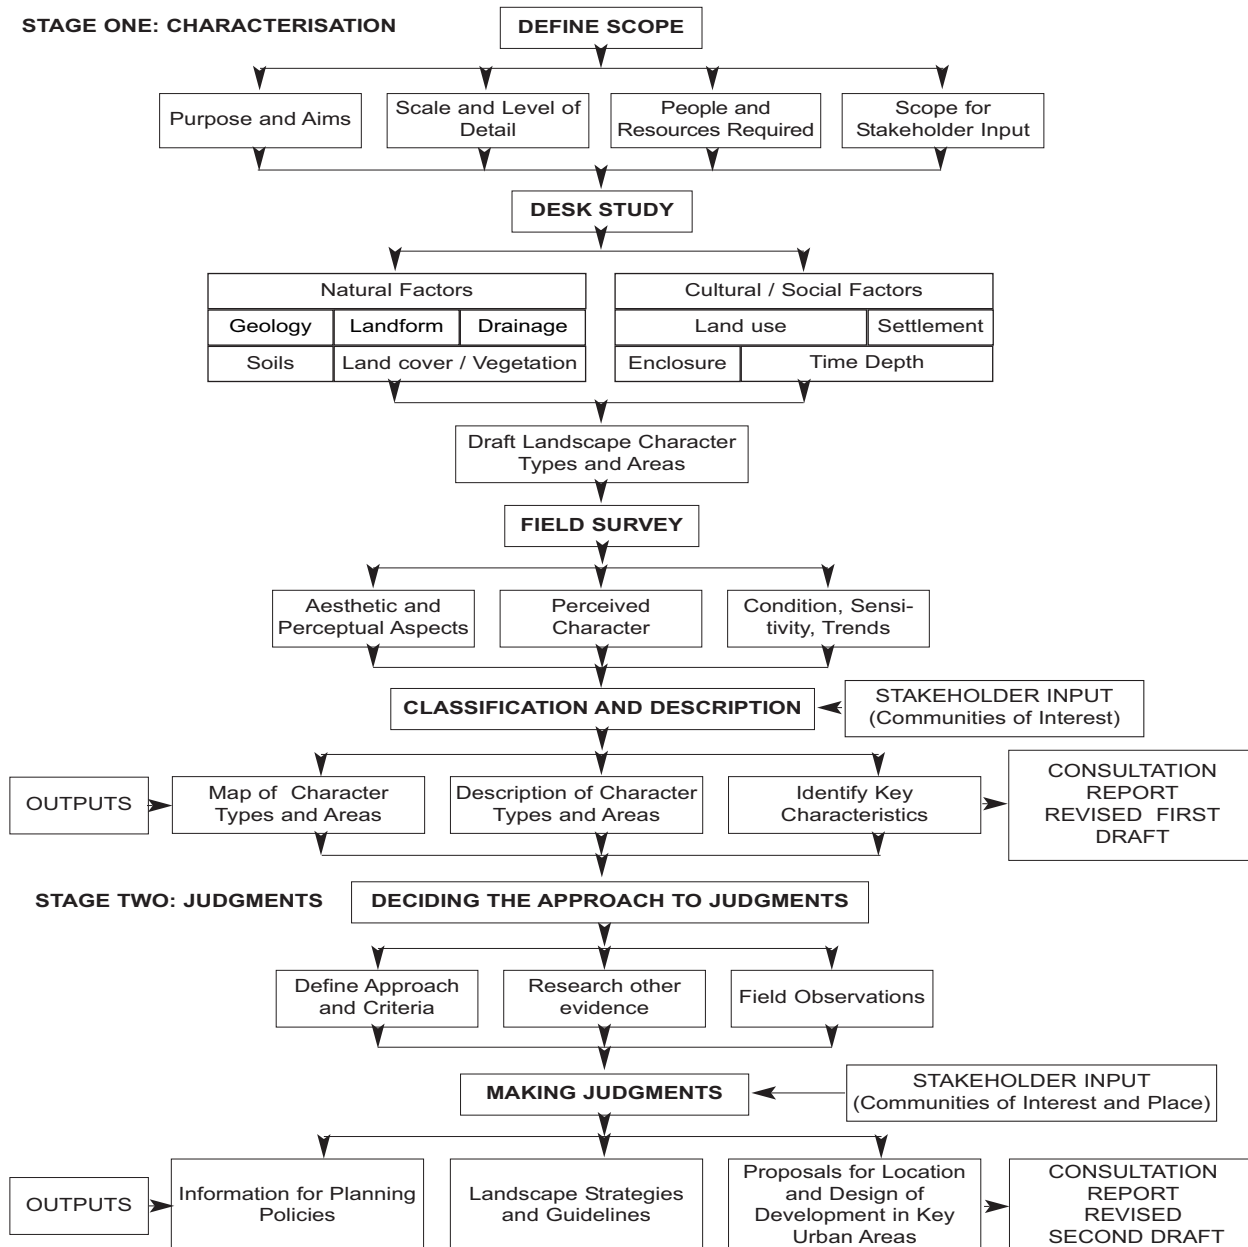 STAGE ONE: CHARACTERISATION
DEFINE SCOPE
Purpose and Aims
Scale and Level of
Detail
People and
Resources Required
Scope for
Stakeholder Input
DESK STUDY
Natural Factors
Geology
Landform
Drainage
Soils
Land cover / Vegetation
Cultural / Social Factors
Land use
Settlement
Enclosure
Time Depth
Draft Landscape Character
Types and Areas
FIELD SURVEY
Aesthetic and
Perceptual Aspects
Perceived
Character
Condition, Sensi-
tivity, Trends
CLASSIFICATION AND DESCRIPTION
STAKEHOLDER INPUT
(Communities of Interest)
OUTPUTS
Map of Character
Types and Areas
Description of Character
Types and Areas
Identify Key
Characteristics
CONSULTATION
REPORT
REVISED FIRST
DRAFT
STAGE TWO: JUDGMENTS
DECIDING THE APPROACH TO JUDGMENTS
Define Approach
and Criteria
Research other
evidence
Field Observations
MAKING JUDGMENTS
STAKEHOLDER INPUT
(Communities of Interest and Place)
OUTPUTS
Information for Planning
Policies
Landscape Strategies
and Guidelines
Proposals for Location
and Design of
Development in Key
Urban Areas
CONSULTATION
REPORT
REVISED
SECOND DRAFT